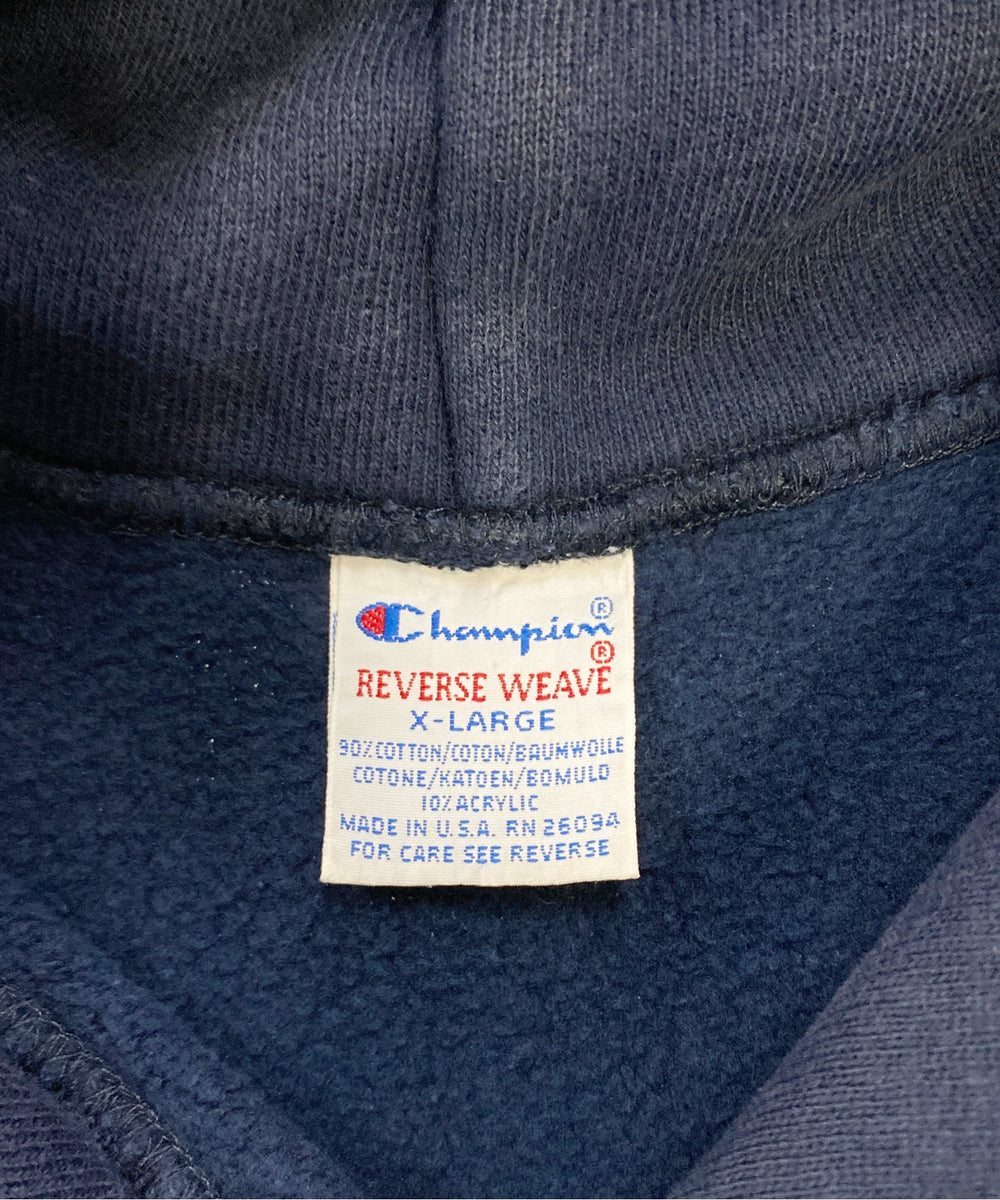 Champion®
REVERSE WEAVE®
X-LARGE
90% COTTON/COTON/BAUMWOLLE
COTONE/KATOEN/BOMULD
10% ACRYLIC
MADE IN U.S.A. RN 26094
FOR CARE SEE REVERSE